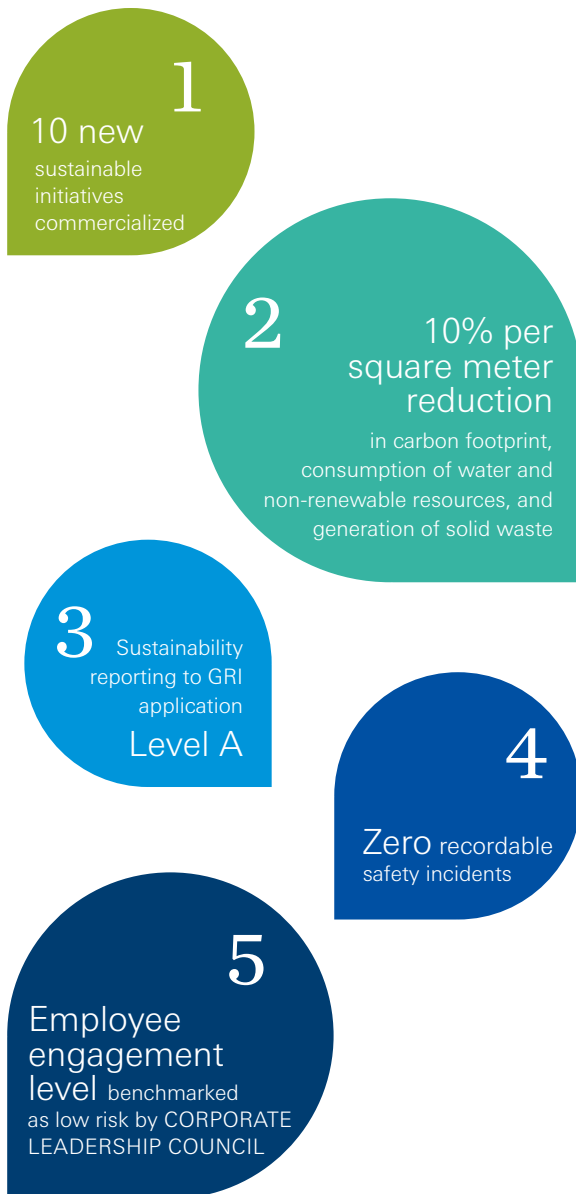 1
10 new
sustainable
initiatives
commercialized
2
10% per
square meter
reduction
in carbon footprint,
consumption of water and
non-renewable resources, and
generation of solid waste
3
Sustainability
reporting to GRI
application
Level A
4
Zero recordable
safety incidents
5
Employee
engagement
level benchmarked
as low risk by CORPORATE
LEADERSHIP COUNCIL